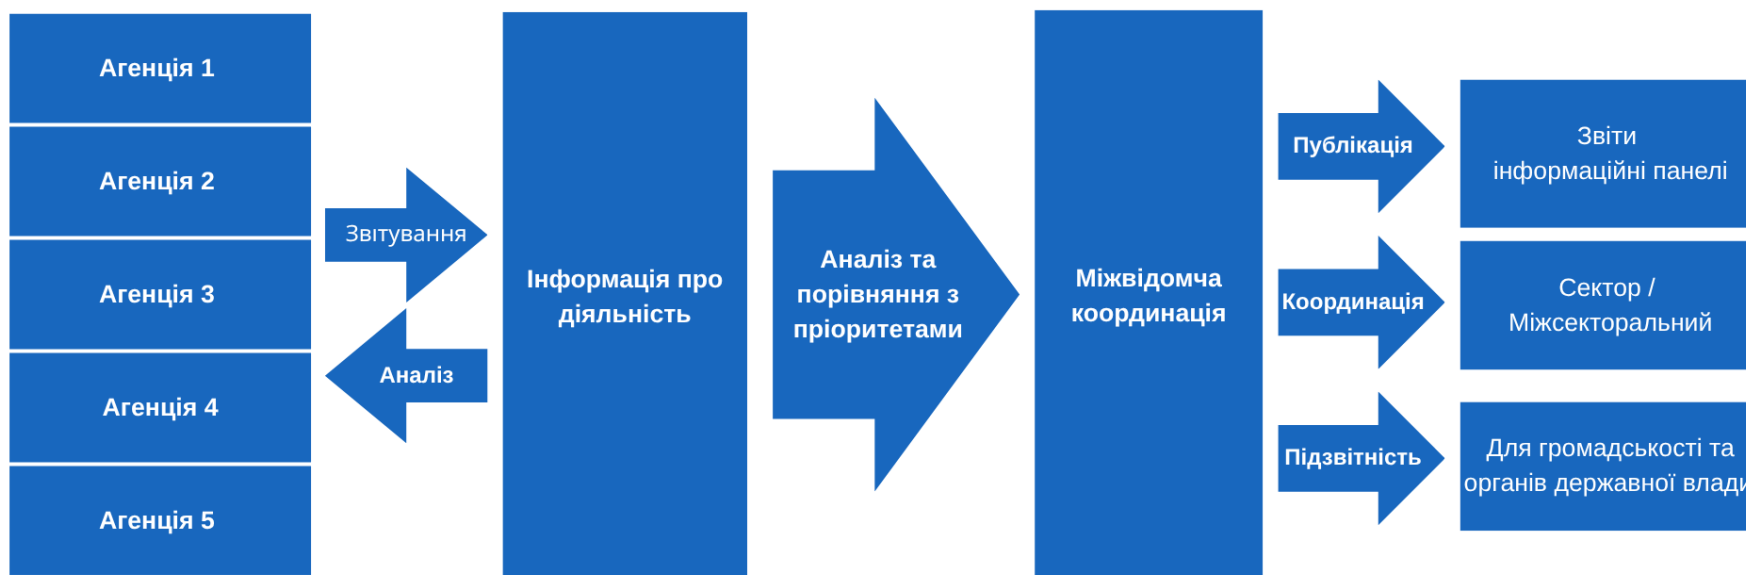 Агенція 1
Агенція 2
Агенція 3
Агенція 4
Агенція 5
Звітування
Аналіз
Інформація про
діяльність
Аналіз та
порівняння з
пріоритетами
Міжвідомча
координація
Публікація
Звіти
інформаційні панелі
Координація
Сектор /
Міжсекторальний
Підзвітність
Для громадськості та
органів державної влади